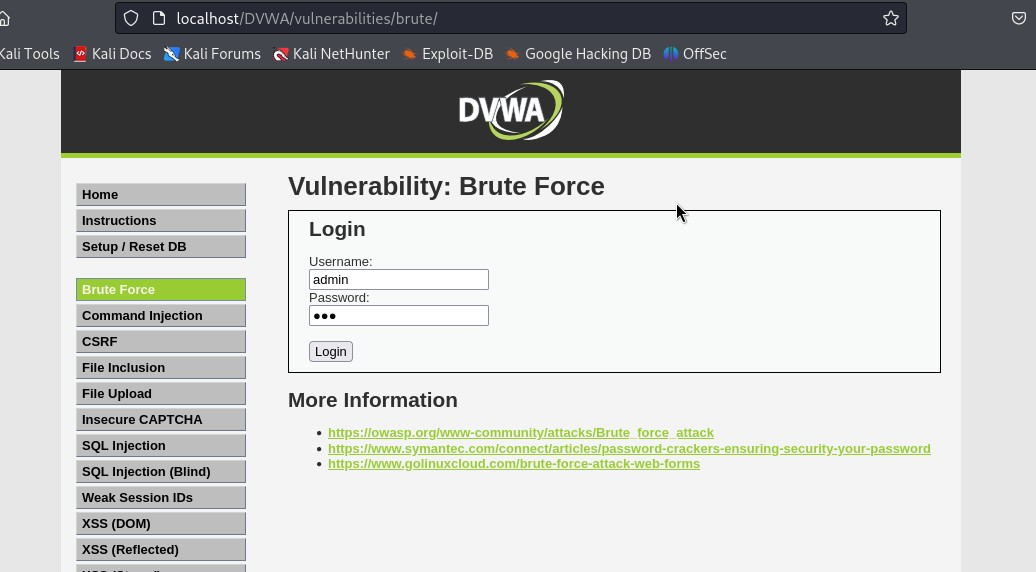 localhost/DVWA/vulnerabilities/brute/
Kali Tools Kali Docs Kali Forums Kali NetHunter Exploit-DB Google Hacking DB OffSec
DVWA
Home
Instructions
Setup / Reset DB
Brute Force
Command Injection
CSRF
File Inclusion
File Upload
Insecure CAPTCHA
SQL Injection
SQL Injection (Blind)
Weak Session IDs
XSS (DOM)
XSS (Reflected)
Vulnerability: Brute Force
Login
Username:
admin
Password:
●●●
Login
More Information
• https://owasp.org/www-community/attacks/Brute_force_attack
• https://www.symantec.com/connect/articles/password-crackers-ensuring-security-your-password
• https://www.golinuxcloud.com/brute-force-attack-web-forms